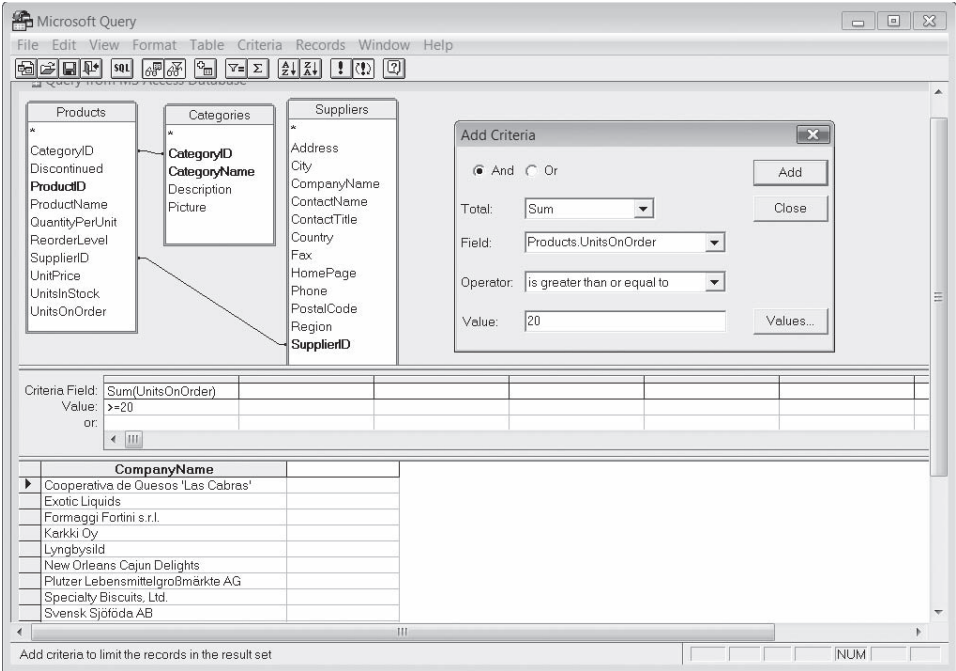 Microsoft Query
File Edit View Format Table Criteria Records Window Help
SQL
Query from MS Access Database
Products
*
CategoryID
Discontinued
ProductID
ProductName
QuantityPerUnit
ReorderLevel
SupplierID
UnitPrice
UnitsInStock
UnitsOnOrder
Categories
*
CategoryID
CategoryName
Description
Picture
Suppliers
*
Address
City
CompanyName
ContactName
ContactTitle
Country
Fax
HomePage
Phone
PostalCode
Region
SupplierID
Add Criteria
And Or
Add
Total: Sum
Close
Field: Products.UnitsOnOrder
Operator: is greater than or equal to
Value: 20
Values...
Criteria Field: Sum(UnitsOnOrder)
Value: >=20
or:
CompanyName
Cooperativa de Quesos 'Las Cabras'
Exotic Liquids
Formaggi Fortini s.r.l.
Karkki Oy
Lyngbysild
New Orleans Cajun Delights
Plutzer Lebensmittelgroßmärkte AG
Specialty Biscuits, Ltd.
Svensk Sjöföda AB
Add criteria to limit the records in the result set
NUM